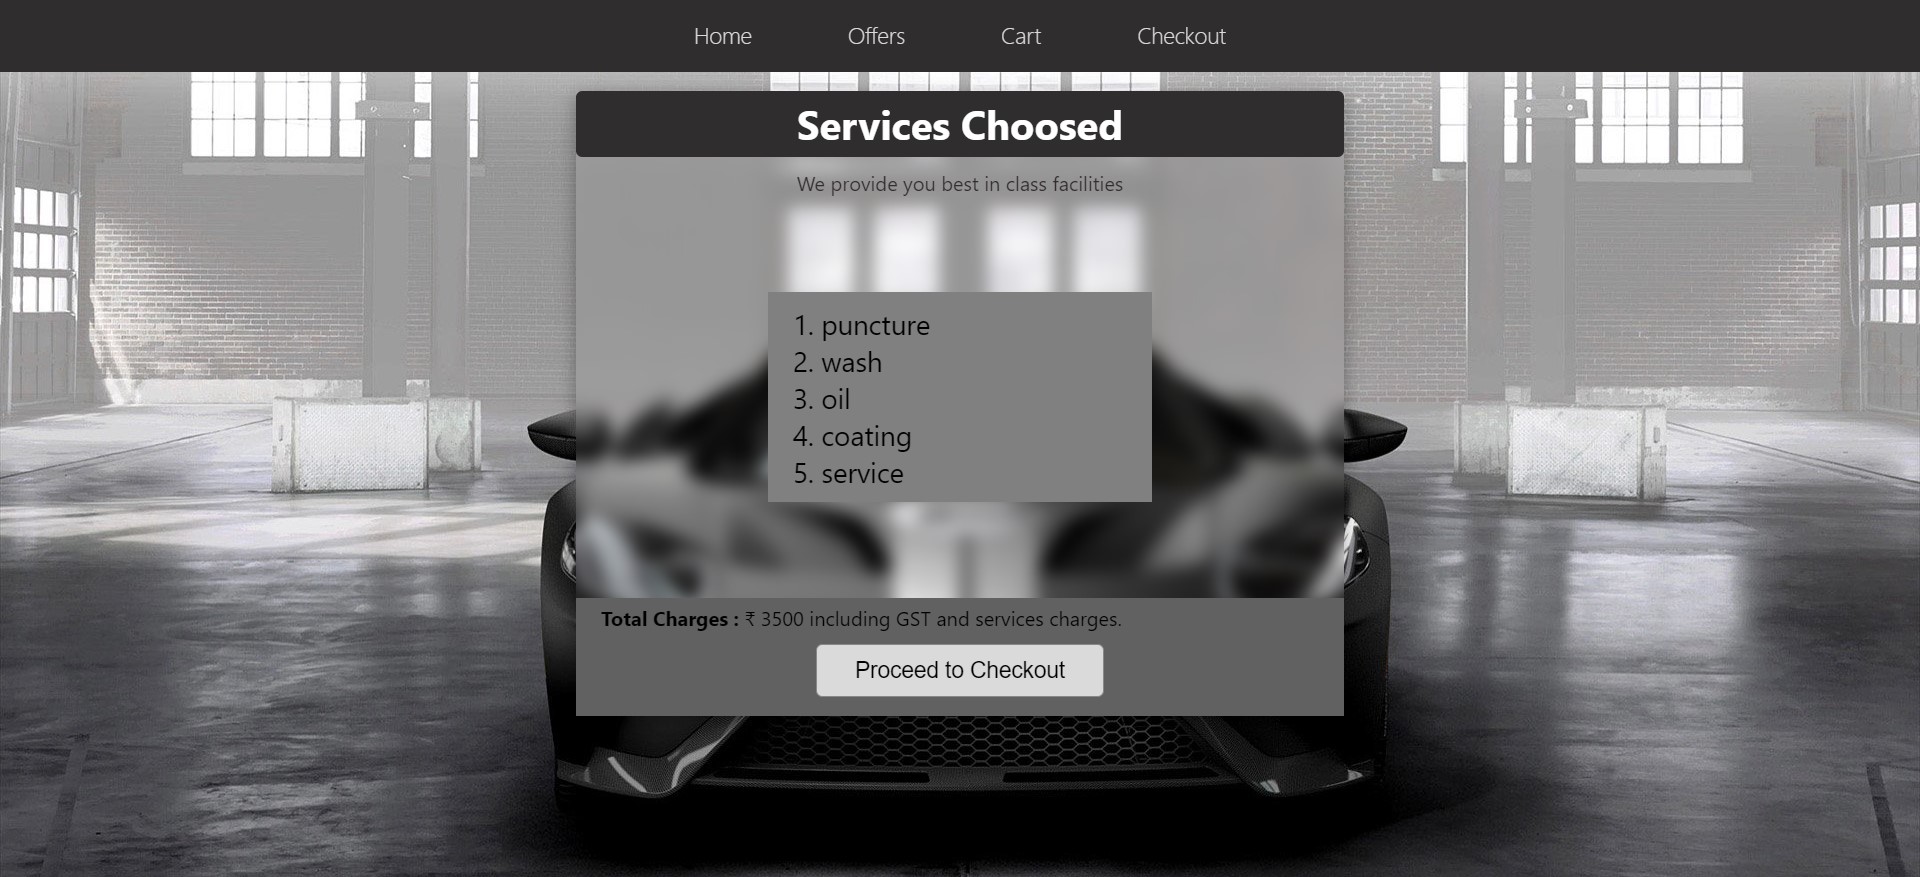 Home Offers Cart Checkout
Services Choosed
We provide you best in class facilities
1. puncture
2. wash
3. oil
4. coating
5. service
Total Charges : ₹ 3500 including GST and services charges.
Proceed to Checkout